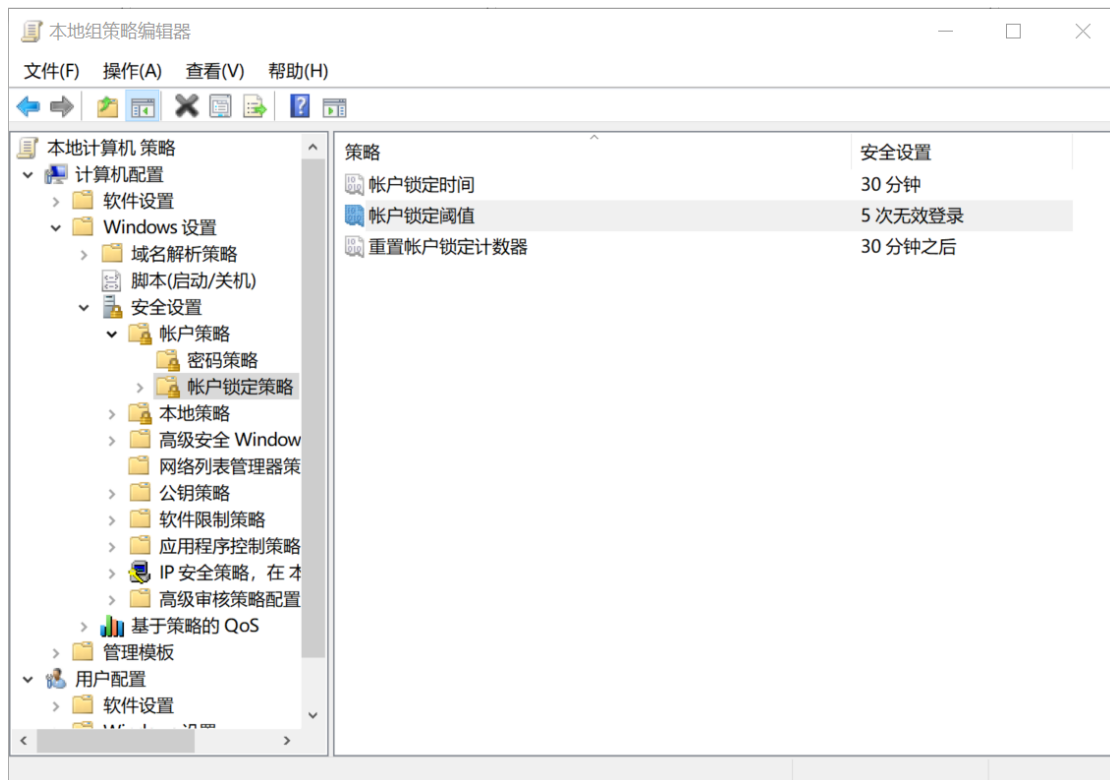 本地组策略编辑器
文件(F) 操作(A) 查看(V) 帮助(H)
本地计算机 策略
计算机配置
软件设置
Windows 设置
域名解析策略
脚本(启动/关机)
安全设置
帐户策略
密码策略
帐户锁定策略
本地策略
高级安全 Window
网络列表管理器策
公钥策略
软件限制策略
应用程序控制策略
IP 安全策略，在 本
高级审核策略配置
基于策略的 QoS
管理模板
用户配置
软件设置
Windows 设置
策略 安全设置
帐户锁定时间 30 分钟
帐户锁定阈值 5 次无效登录
重置帐户锁定计数器 30 分钟之后